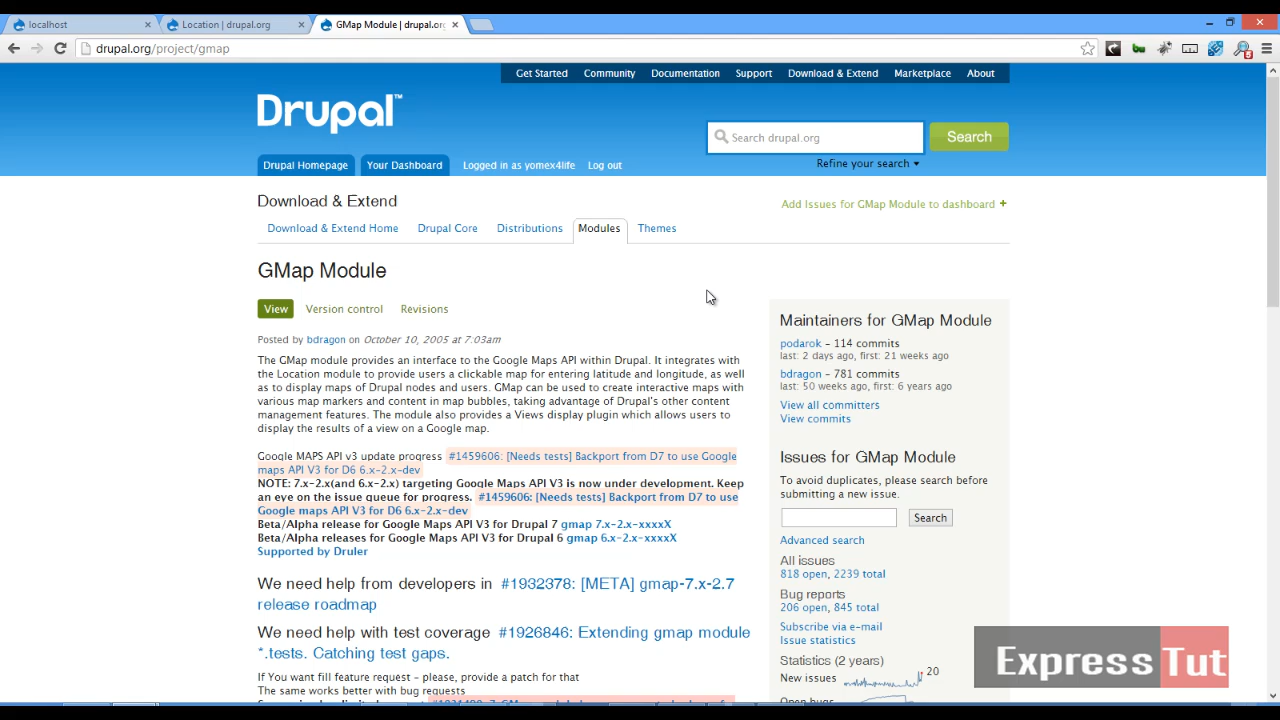 localhost
Location | drupal.org
GMap Module | drupal.or
drupal.org/project/gmap
Get Started Community Documentation Support Download & Extend Marketplace About
Drupal™
Search drupal.org
Search
Refine your search
Drupal Homepage Your Dashboard Logged in as yomex4life Log out
Download & Extend
Add Issues for GMap Module to dashboard +
Download & Extend Home Drupal Core Distributions Modules Themes
GMap Module
View Version control Revisions
Posted by bdragon on October 10, 2005 at 7.03am
The GMap module provides an interface to the Google Maps API within Drupal. It integrates with
the Location module to provide users a clickable map for entering latitude and longitude, as well
as to display maps of Drupal nodes and users. GMap can be used to create interactive maps with
various map markers and content in map bubbles, taking advantage of Drupal's other content
management features. The module also provides a Views display plugin which allows users to
display the results of a view on a Google map.
Google MAPS API v3 update progress #1459606: [Needs tests] Backport from D7 to use Google
maps API V3 for D6 6.x-2.x-dev
NOTE: 7.x-2.x(and 6.x-2.x) targeting Google Maps API V3 is now under development. Keep
an eye on the issue queue for progress. #1459606: [Needs tests] Backport from D7 to use
Google maps API V3 for D6 6.x-2.x-dev
Beta/Alpha release for Google Maps API V3 for Drupal 7 gmap 7.x-2.x-xxxxX
Beta/Alpha releases for Google Maps API V3 for Drupal 6 gmap 6.x-2.x-xxxxX
Supported by Druler
We need help from developers in #1932378: [META] gmap-7.x-2.7
release roadmap
We need help with test coverage #1926846: Extending gmap module
*.tests. Catching test gaps.
If You want fill feature request - please, provide a patch for that
The same works better with bug requests
Maintainers for GMap Module
podarok - 114 commits
last: 2 days ago, first: 21 weeks ago
bdragon - 781 commits
last: 50 weeks ago, first: 6 years ago
View all committers
View commits
Issues for GMap Module
To avoid duplicates, please search before
submitting a new issue.
Search
Advanced search
All issues
818 open, 2239 total
Bug reports
206 open, 845 total
Subscribe via e-mail
Issue statistics
Statistics (2 years)
New issues
20
Open bugs
Express Tut